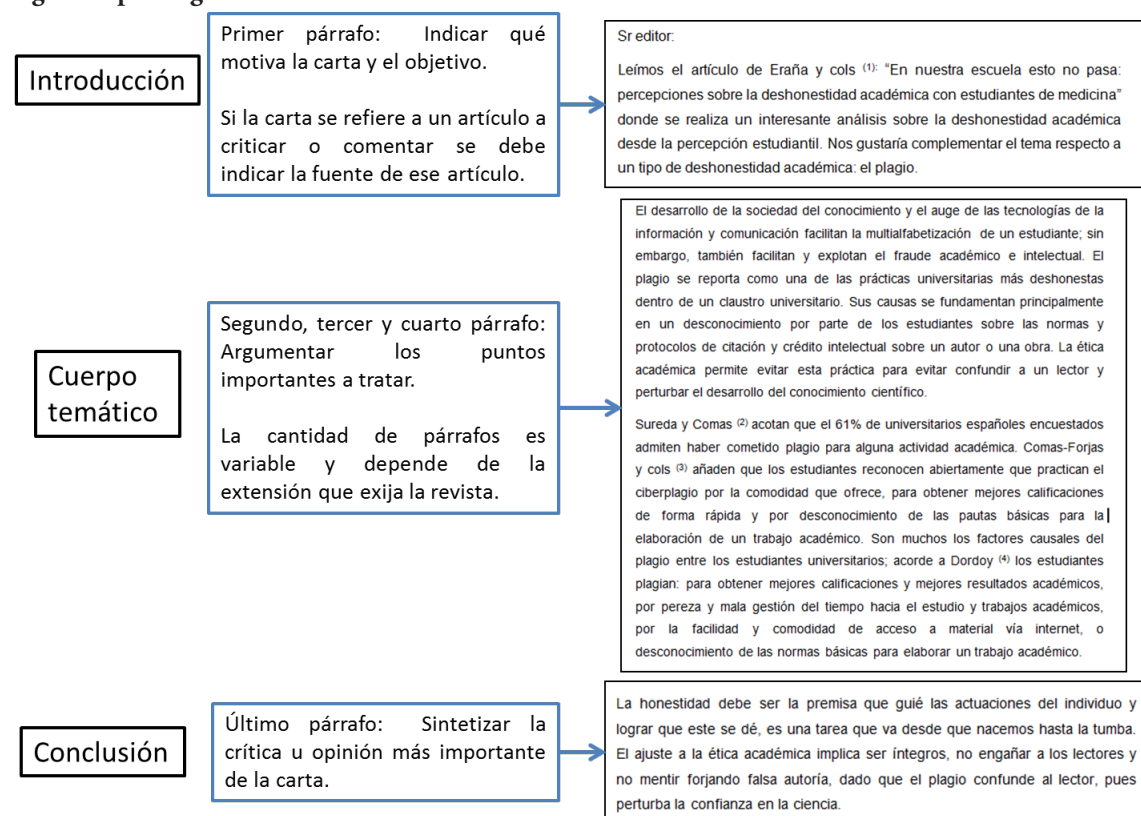 Introducción
Primer párrafo: Indicar qué
motiva la carta y el objetivo.
Si la carta se refiere a un artículo a
criticar o comentar se debe
indicar la fuente de ese artículo.
Sr editor:
Leímos el artículo de Eraña y cols (1): “En nuestra escuela esto no pasa:
percepciones sobre la deshonestidad académica con estudiantes de medicina”
donde se realiza un interesante análisis sobre la deshonestidad académica
desde la percepción estudiantil. Nos gustaría complementar el tema respecto a
un tipo de deshonestidad académica: el plagio.
Cuerpo
temático
Segundo, tercer y cuarto párrafo:
Argumentar los puntos
importantes a tratar.
La cantidad de párrafos es
variable y depende de la
extensión que exija la revista.
El desarrollo de la sociedad del conocimiento y el auge de las tecnologías de la
información y comunicación facilitan la multialfabetización de un estudiante; sin
embargo, también facilitan y explotan el fraude académico e intelectual. El
plagio se reporta como una de las prácticas universitarias más deshonestas
dentro de un claustro universitario. Sus causas se fundamentan principalmente
en un desconocimiento por parte de los estudiantes sobre las normas y
protocolos de citación y crédito intelectual sobre un autor o una obra. La ética
académica permite evitar esta práctica para evitar confundir a un lector y
perturbar el desarrollo del conocimiento científico.
Sureda y Comas (2) acotan que el 61% de universitarios españoles encuestados
admiten haber cometido plagio para alguna actividad académica. Comas-Forjas
y cols (3) añaden que los estudiantes reconocen abiertamente que practican el
ciberplagio por la comodidad que ofrece, para obtener mejores calificaciones
de forma rápida y por desconocimiento de las pautas básicas para la
elaboración de un trabajo académico. Son muchos los factores causales del
plagio entre los estudiantes universitarios; acorde a Dordoy (4) los estudiantes
plagian: para obtener mejores calificaciones y mejores resultados académicos,
por pereza y mala gestión del tiempo hacia el estudio y trabajos académicos,
por la facilidad y comodidad de acceso a material vía internet, o
desconocimiento de las normas básicas para elaborar un trabajo académico.
Conclusión
Último párrafo: Sintetizar la
crítica u opinión más importante
de la carta.
La honestidad debe ser la premisa que guié las actuaciones del individuo y
lograr que este se dé, es una tarea que va desde que nacemos hasta la tumba.
El ajuste a la ética académica implica ser íntegros, no engañar a los lectores y
no mentir forjando falsa autoría, dado que el plagio confunde al lector, pues
perturba la confianza en la ciencia.